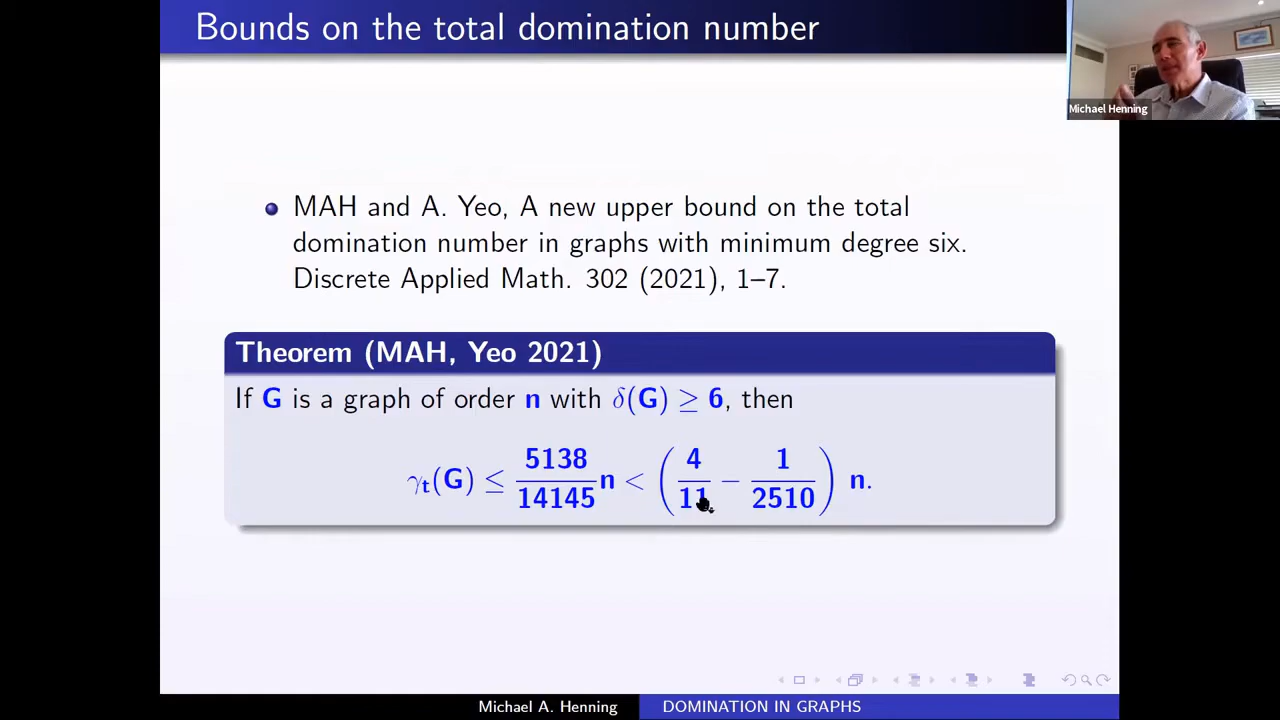 Bounds on the total domination number
Michael Henning
MAH and A. Yeo, A new upper bound on the total
domination number in graphs with minimum degree six.
Discrete Applied Math. 302 (2021), 1–7.
Theorem (MAH, Yeo 2021)
If G is a graph of order n with δ(G) ≥ 6, then
γt(G) ≤ 5138/14145 n < (4/11 − 1/2510) n.
Michael A. Henning
DOMINATION IN GRAPHS